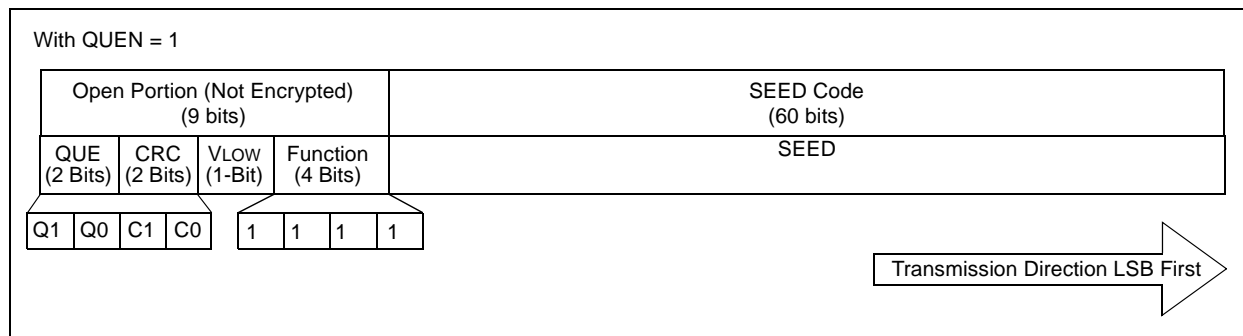 With QUEN = 1
Open Portion (Not Encrypted)
(9 bits)
SEED Code
(60 bits)
QUE
(2 Bits)
CRC
(2 Bits)
VLOW
(1-Bit)
Function
(4 Bits)
SEED
Q1 Q0 C1 C0 1 1 1 1
Transmission Direction LSB First